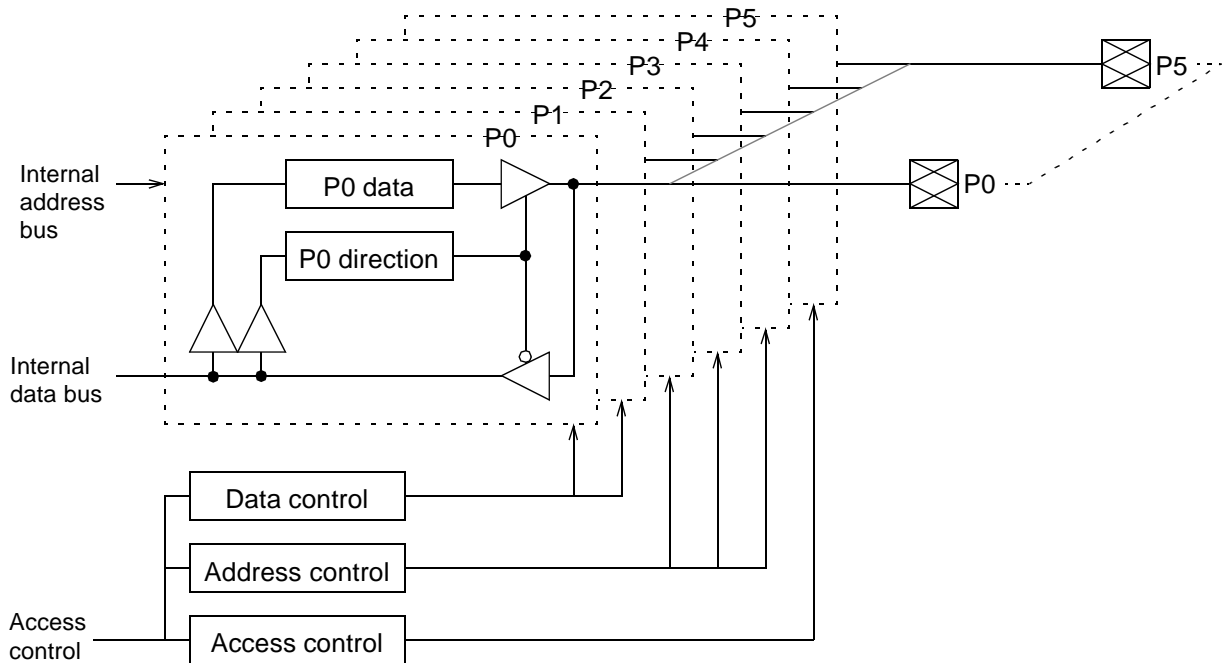 P5
P4
P3
P2
P1
P0
P5
Internal
address
bus
P0 data
P0
P0 direction
Internal
data bus
Data control
Address control
Access
control
Access control